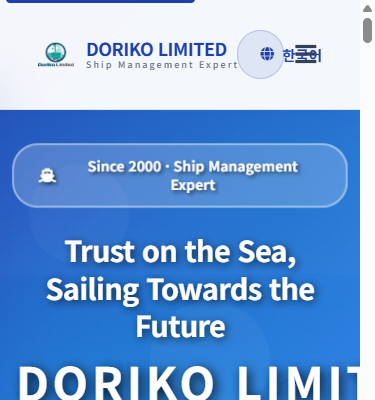 DORIKO LIMITED
Ship Management Expert
한국어
Doriko Limited
Since 2000 · Ship Management
Expert
Trust on the Sea,
Sailing Towards the
Future
DORIKO LIMIT